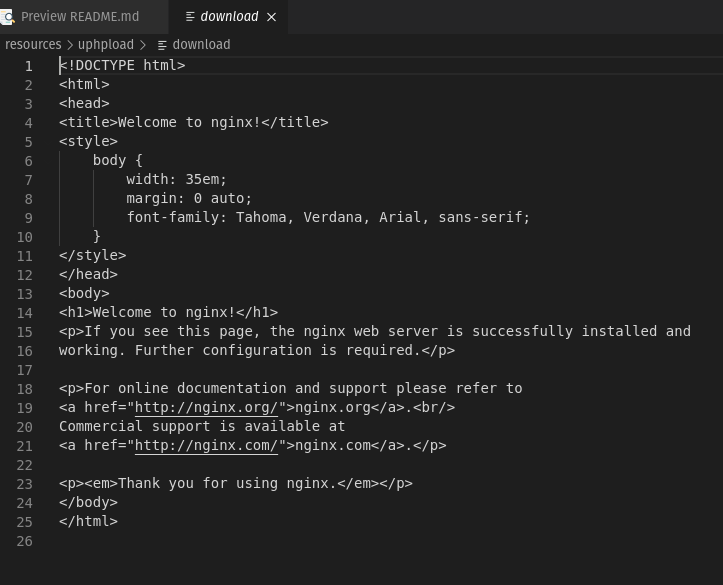 Preview README.md
download
resources > uphpload > download
1 <!DOCTYPE html>
2 <html>
3 <head>
4 <title>Welcome to nginx!</title>
5 <style>
6     body {
7         width: 35em;
8         margin: 0 auto;
9         font-family: Tahoma, Verdana, Arial, sans-serif;
10     }
11 </style>
12 </head>
13 <body>
14 <h1>Welcome to nginx!</h1>
15 <p>If you see this page, the nginx web server is successfully installed and
16 working. Further configuration is required.</p>
17
18 <p>For online documentation and support please refer to
19 <a href="http://nginx.org/">nginx.org</a>.<br/>
20 Commercial support is available at
21 <a href="http://nginx.com/">nginx.com</a>.</p>
22
23 <p><em>Thank you for using nginx.</em></p>
24 </body>
25 </html>
26